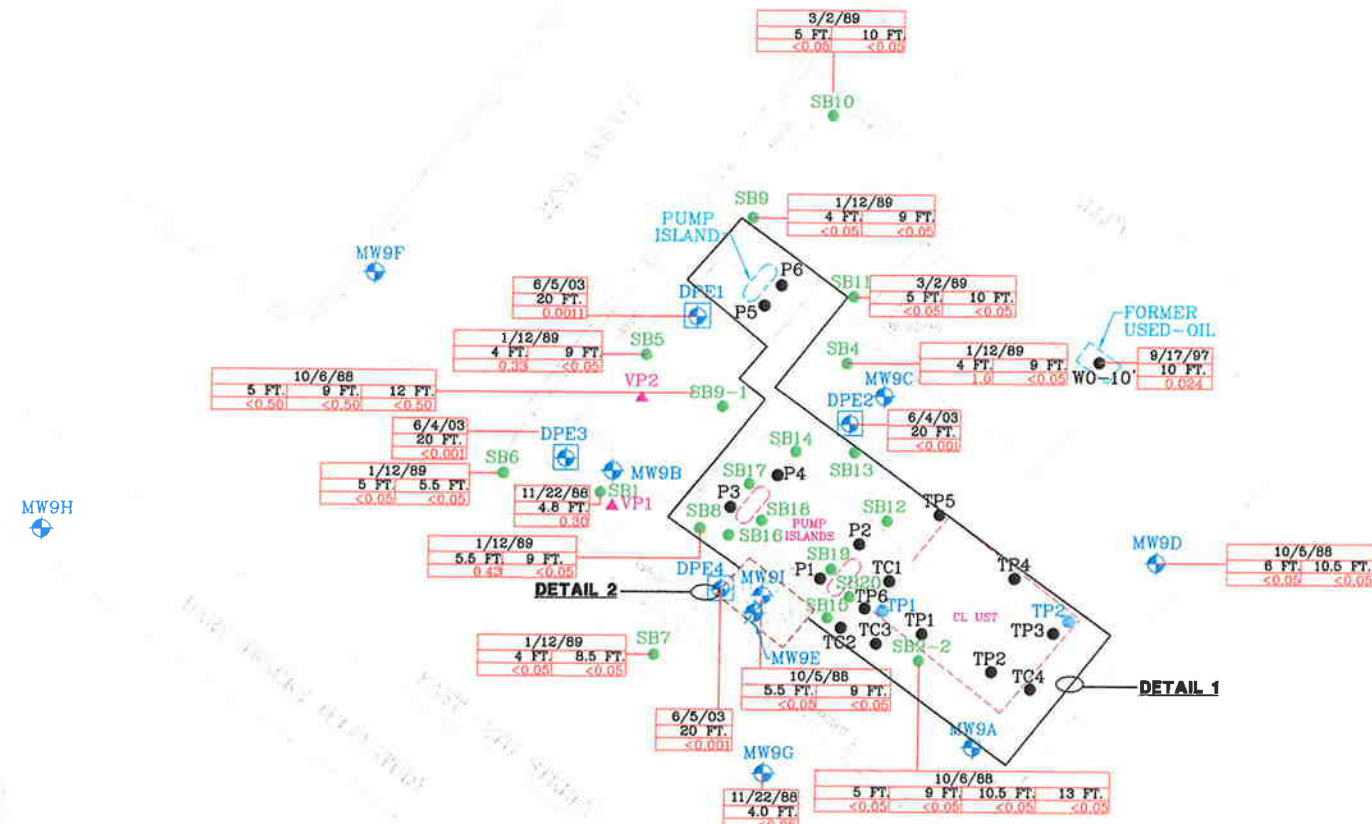 3/2/89
5 FT. 10 FT.
<0.05 <0.05
SB10
SB9
1/12/89
4 FT. 9 FT.
<0.05 <0.05
PUMP
ISLAND
MW9F
P6
P5
6/5/03
20 FT.
0.0011
DPE1
SB11
3/2/89
5 FT. 10 FT.
<0.05 <0.05
FORMER
USED-OIL
1/12/89
4 FT. 9 FT.
0.33 <0.05
SB5
SB4
1/12/89
4 FT. 9 FT.
1.0 <0.05
WO-10'
9/17/97
10 FT.
0.024
10/6/88
5 FT. 9 FT. 12 FT.
<0.50 <0.50 <0.50
VP2
SB9-1
MW9C
DPE2
6/4/03
20 FT.
<0.001
6/4/03
20 FT.
<0.001
DPE3
SB14
SB13
1/12/89
5 FT. 5.5 FT.
<0.05 <0.05
SB6
MW9B
SB17
P4
MW9H
11/22/88
4.8 FT.
0.30
SB1
VP1
P3
SB8
SB18
SB16
PUMP
ISLANDS
SB12
TP5
P2
1/12/89
5.5 FT. 9 FT.
0.43 <0.05
MW9D
10/5/88
6 FT. 10.5 FT.
<0.05 <0.05
DETAIL 2
DPE4
MW9I
P1
SB19
TC1
SB20
TP4
TP6
TP1
SB15
TC2
TC3
TP1
CL UST
TP2
TP3
1/12/89
4 FT. 8.5 FT.
<0.05 <0.05
SB7
MW9E
SB9-2
TP2
TC4
DETAIL 1
10/5/88
5.5 FT. 9 FT.
<0.05 <0.05
6/5/03
20 FT.
<0.001
MW9G
MW9A
11/22/88
4.0 FT.
<0.05
10/6/88
5 FT. 9 FT. 10.5 FT. 13 FT.
<0.05 <0.05 <0.05 <0.05